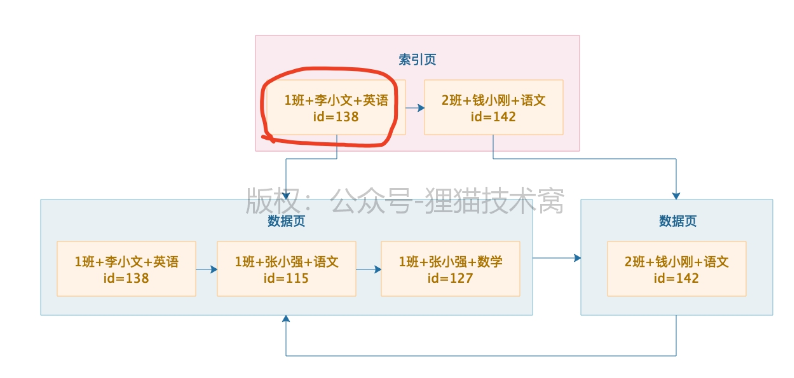 索引页
1班+李小文+英语
id=138
2班+钱小刚+语文
id=142
版权：公众号-狸猫技术窝
数据页
1班+李小文+英语
id=138
1班+张小强+语文
id=115
1班+张小强+数学
id=127
数据页
2班+钱小刚+语文
id=142